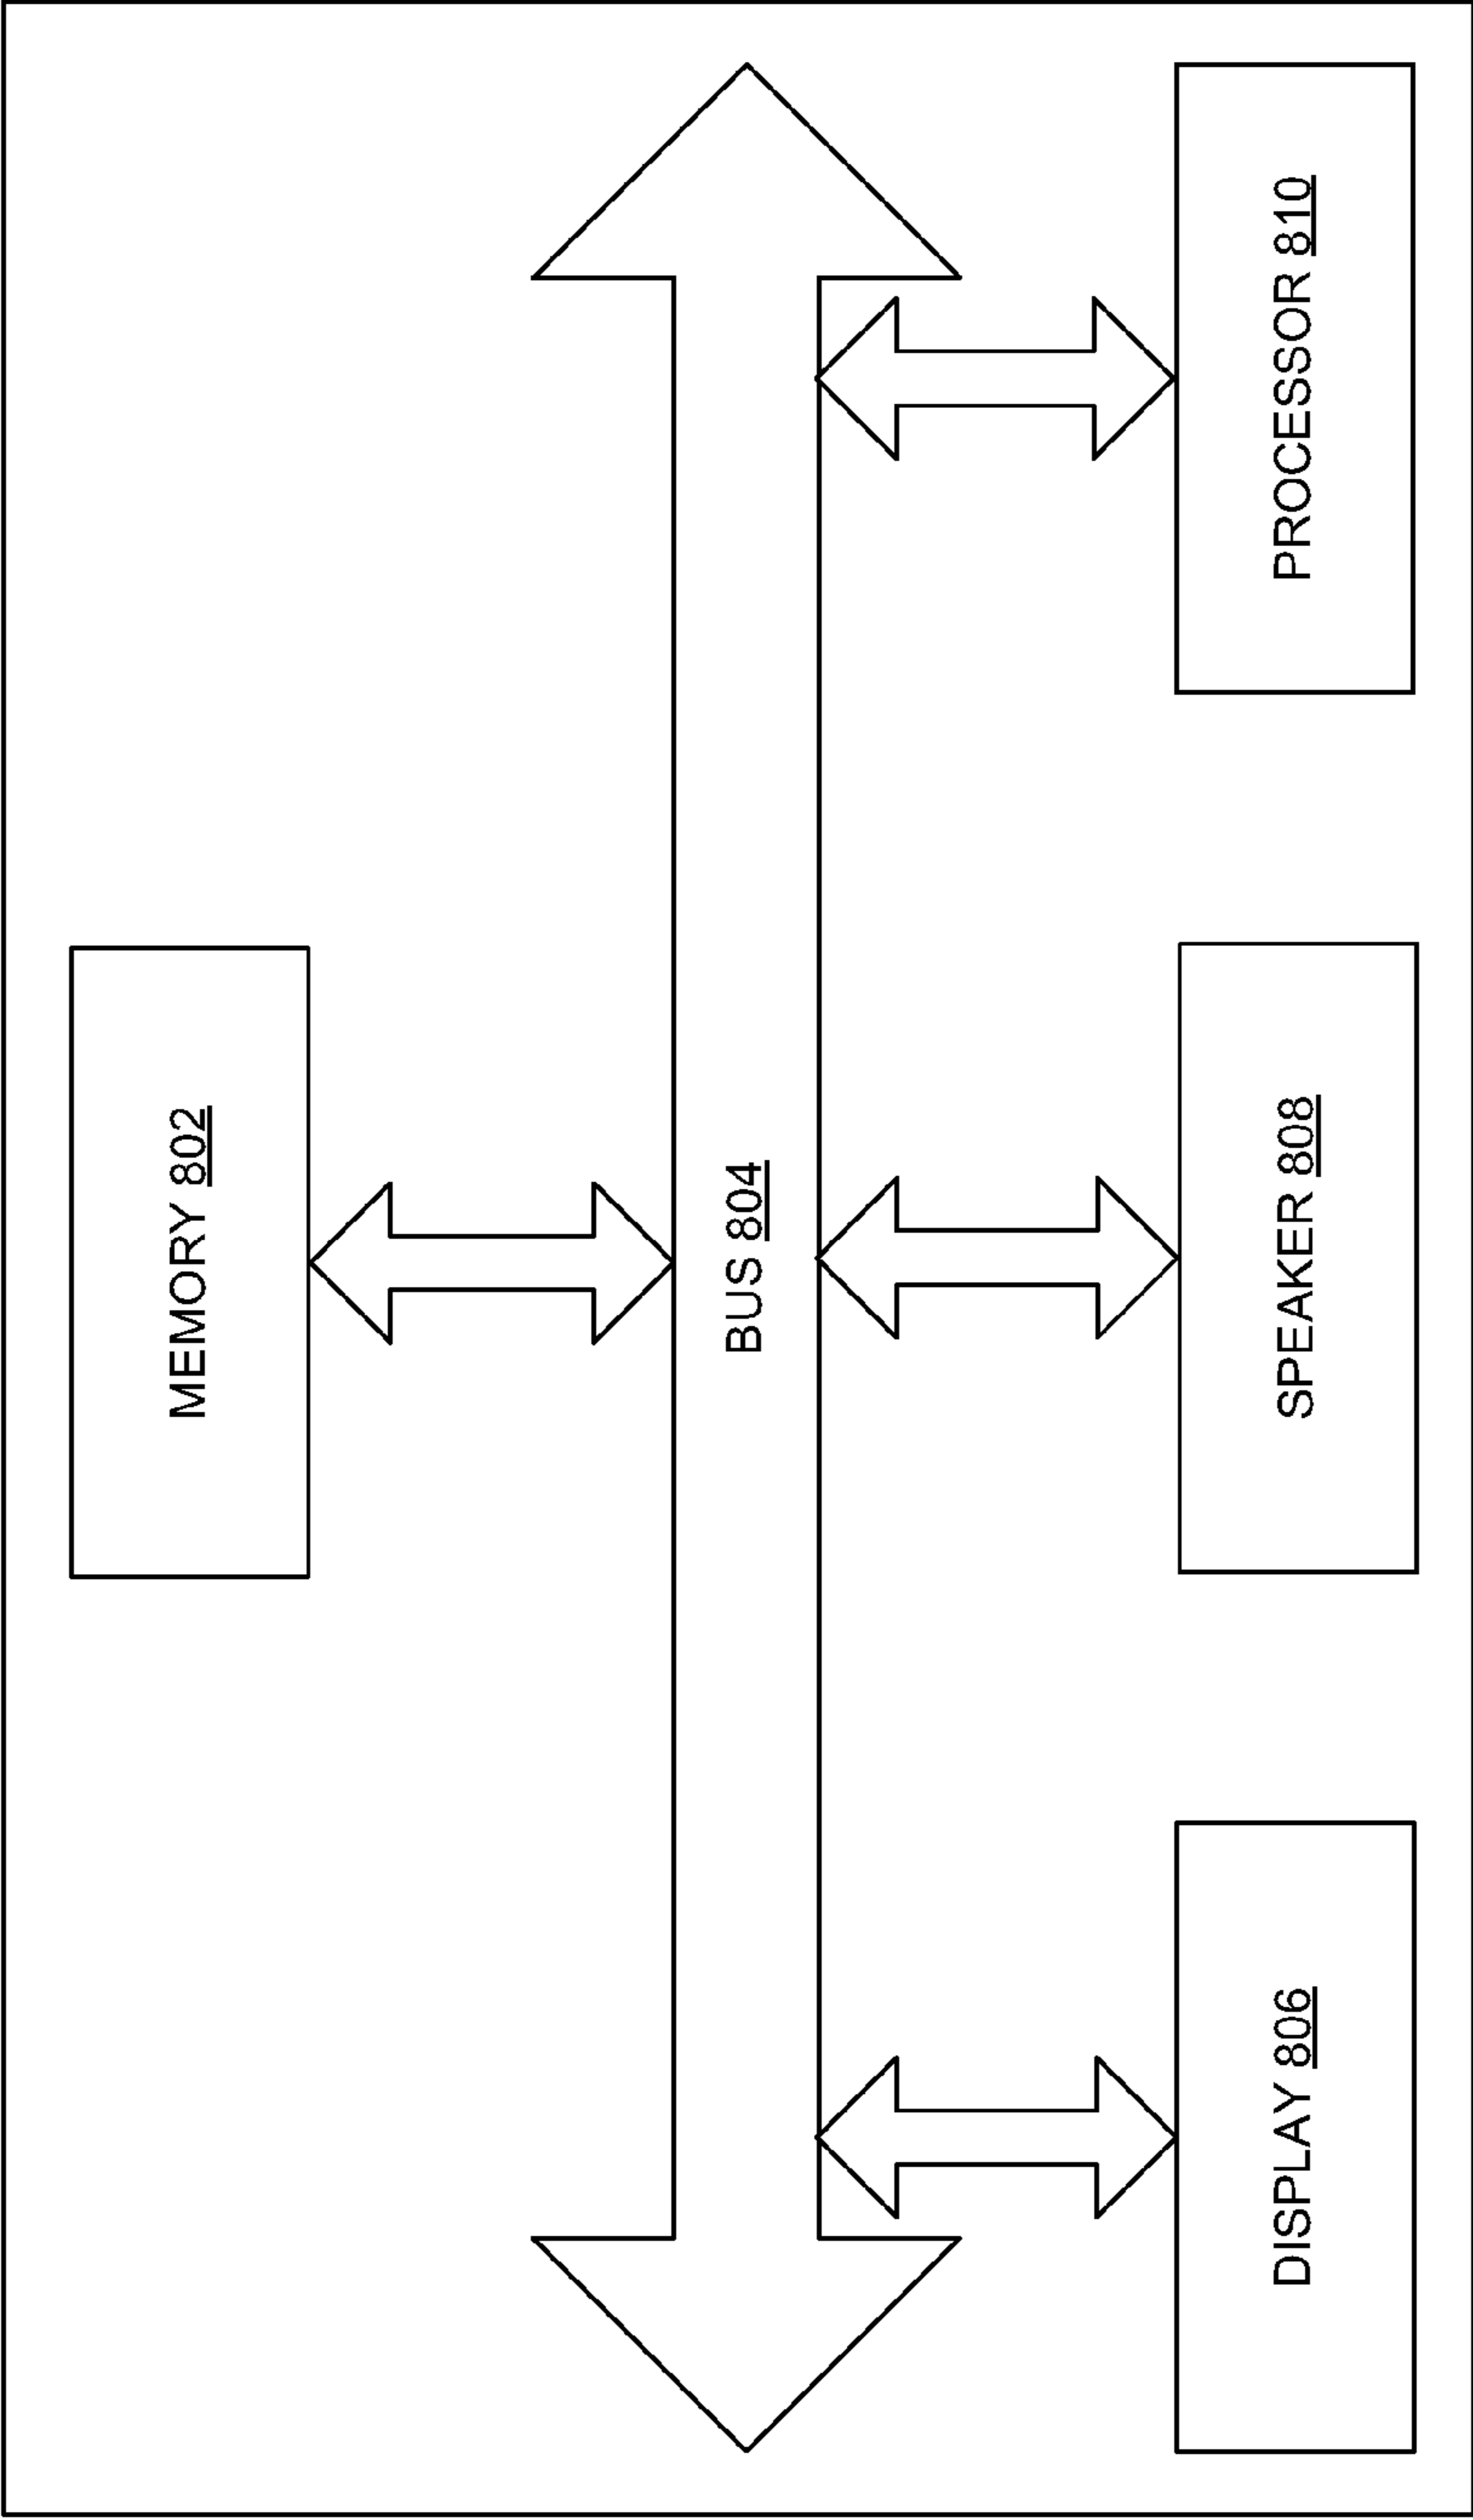 MEMORY 802
BUS 804
DISPLAY 806
SPEAKER 808
PROCESSOR 810